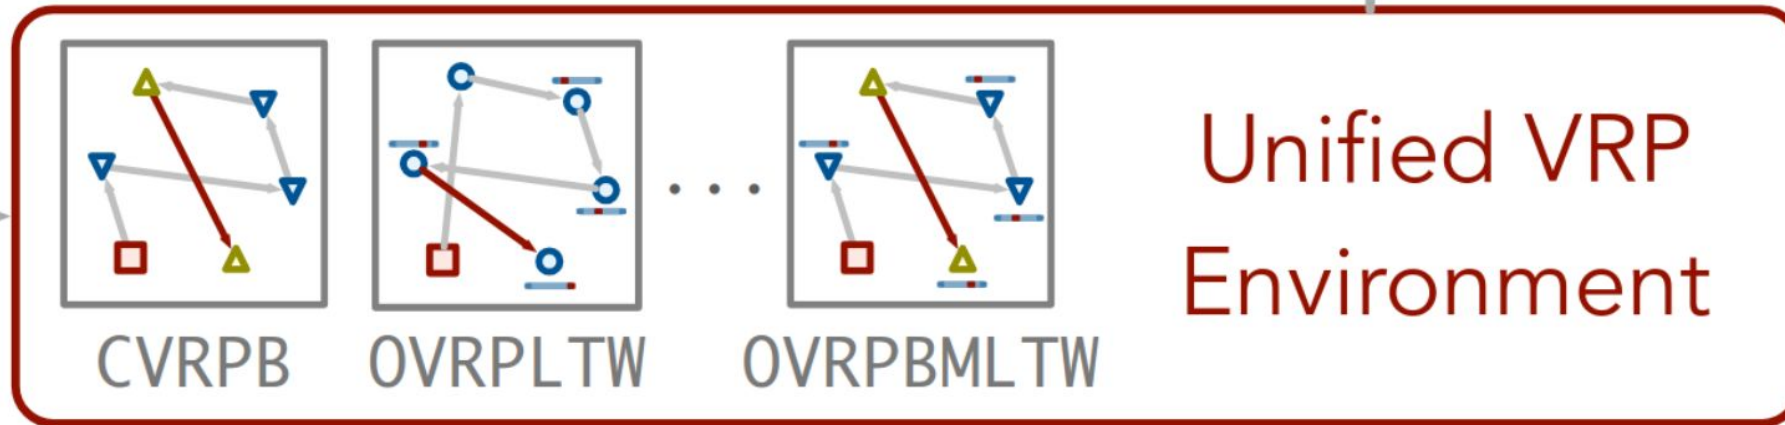 CVRPB
OVRPLTW
. . .
OVRPBMLTW
Unified VRP
Environment